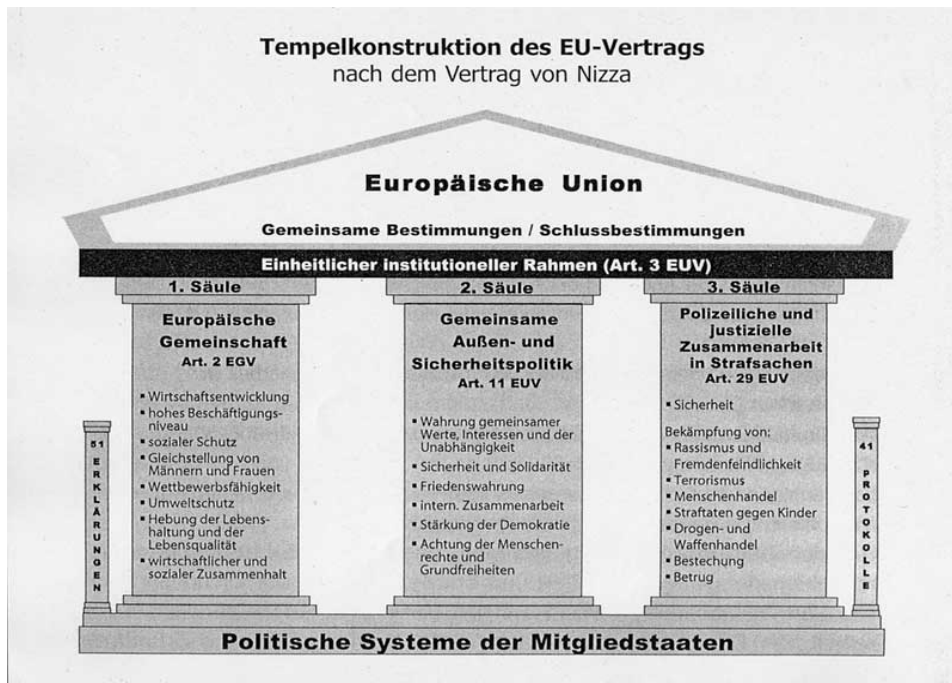 Tempelkonstruktion des EU-Vertrags
nach dem Vertrag von Nizza
Europäische Union
Gemeinsame Bestimmungen / Schlussbestimmungen
Einheitlicher institutioneller Rahmen (Art. 3 EUV)
1. Säule
Europäische
Gemeinschaft
Art. 2 EGV
▪ Wirtschaftsentwicklung
▪ hohes Beschäftigungs-
niveau
▪ sozialer Schutz
▪ Gleichstellung von
Männern und Frauen
▪ Wettbewerbsfähigkeit
▪ Umweltschutz
▪ Hebung der Lebens-
haltung und der
Lebensqualität
▪ wirtschaftlicher und
sozialer Zusammenhalt
2. Säule
Gemeinsame
Außen- und
Sicherheitspolitik
Art. 11 EUV
▪ Wahrung gemeinsamer
Werte, Interessen und der
Unabhängigkeit
▪ Sicherheit und Solidarität
▪ Friedenswahrung
▪ intern. Zusammenarbeit
▪ Stärkung der Demokratie
▪ Achtung der Menschen-
rechte und
Grundfreiheiten
3. Säule
Polizeiliche und
justizielle
Zusammenarbeit
in Strafsachen
Art. 29 EUV
▪ Sicherheit
Bekämpfung von:
▪ Rassismus und
Fremdenfeindlichkeit
▪ Terrorismus
▪ Menschenhandel
▪ Straftaten gegen Kinder
▪ Drogen- und
Waffenhandel
▪ Bestechung
▪ Betrug
51 ERKLÄRUNGEN
41 PROTOKOLLE
Politische Systeme der Mitgliedstaaten